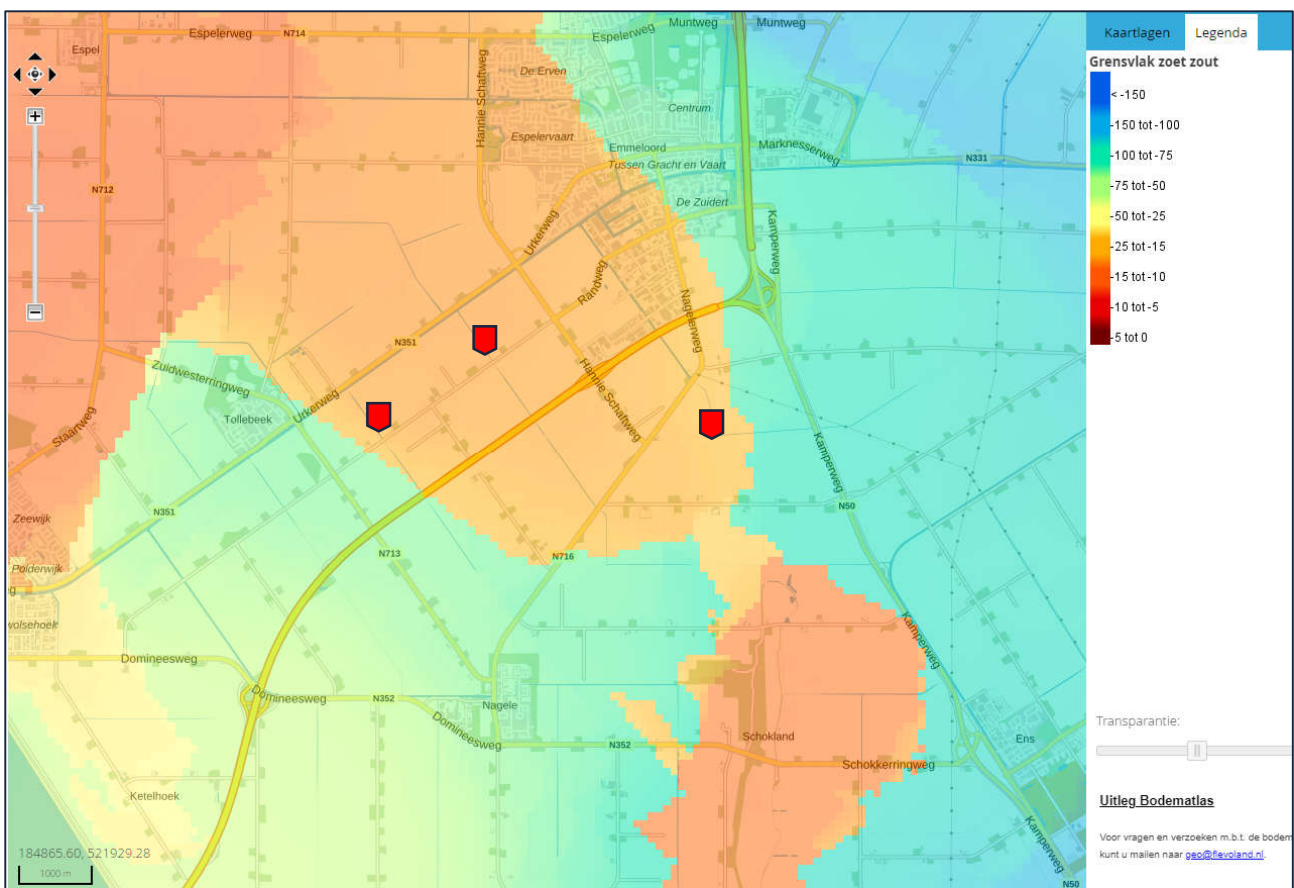 Espelerweg
N714
Espelerweg
Muntweg
Muntweg
Espel
De Erven
Hannie Schaftweg
Centrum
Espelervaart
Emmeloord
Marknesserweg
N331
Tussen Gracht en Vaart
N712
De Zuidert
Urkerweg
Kamperweg
Randweg
Nagelerweg
N351
Zuidwesterringweg
Hannie Schaftweg
Tollebeek
Urkerweg
Staartweg
Kamperweg
N351
N50
Zeewijk
N713
N716
Polderwijk
g
wolsehoek
Kamperweg
Domineesweg
Domineesweg
N352
Nagele
Domineesweg
N352
Schokland
Ens
Schokkerringweg
Ketelhoek
Kamperweg
184865.60, 521929.28
1000 m
N50
Kaartlagen
Legenda
Grensvlak zoet zout
< -150
-150 tot -100
-100 tot -75
-75 tot -50
-50 tot -25
-25 tot -15
-15 tot -10
-10 tot -5
-5 tot 0
Transparantie:
Uitleg Bodematlas
Voor vragen en verzoeken m.b.t. de bodem
kunt u mailen naar geo@flevoland.nl.